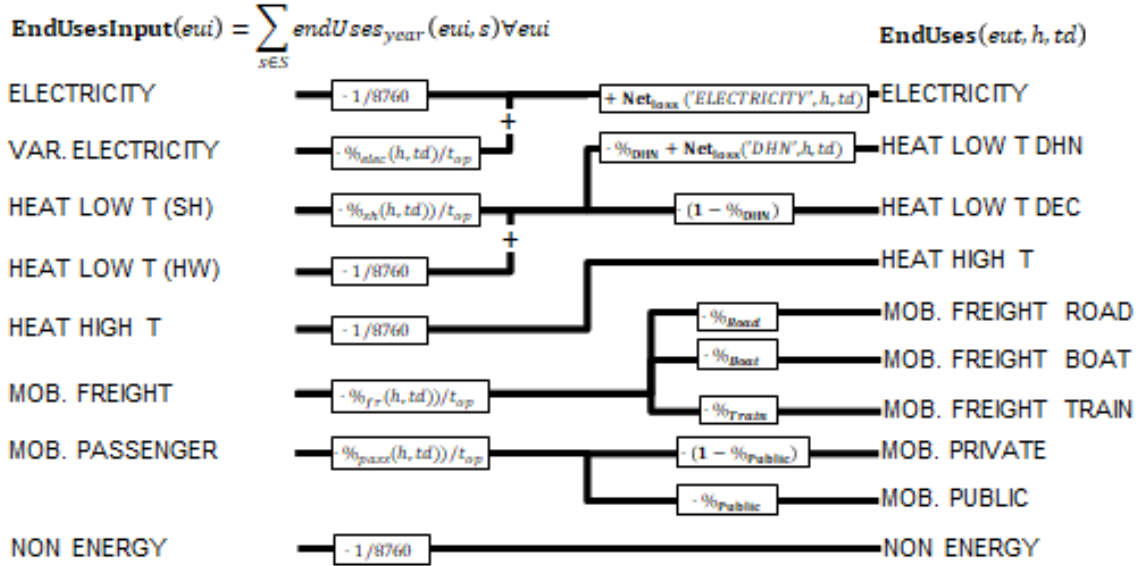 EndUsesInput(eui) = ∑ s∈S endUses_year(eui, s)∀eui
EndUses(eut, h, td)
ELECTRICITY · 1/8760 + Net_loss('ELECTRICITY', h, td) ELECTRICITY
+
VAR. ELECTRICITY · %_elec(h, td)/t_op · %_DHN + Net_loss('DHN', h, td) HEAT LOW T DHN
HEAT LOW T (SH) · %_sh(h, td))/t_op · (1 − %_DHN) HEAT LOW T DEC
+
HEAT LOW T (HW) · 1/8760 HEAT HIGH T
HEAT HIGH T · 1/8760 · %_Road MOB. FREIGHT ROAD
· %_Boat MOB. FREIGHT BOAT
MOB. FREIGHT · %_fr(h, td))/t_op · %_Train MOB. FREIGHT TRAIN
MOB. PASSENGER · %_pass(h, td))/t_op · (1 − %_Public) MOB. PRIVATE
· %_Public MOB. PUBLIC
NON ENERGY · 1/8760 NON ENERGY